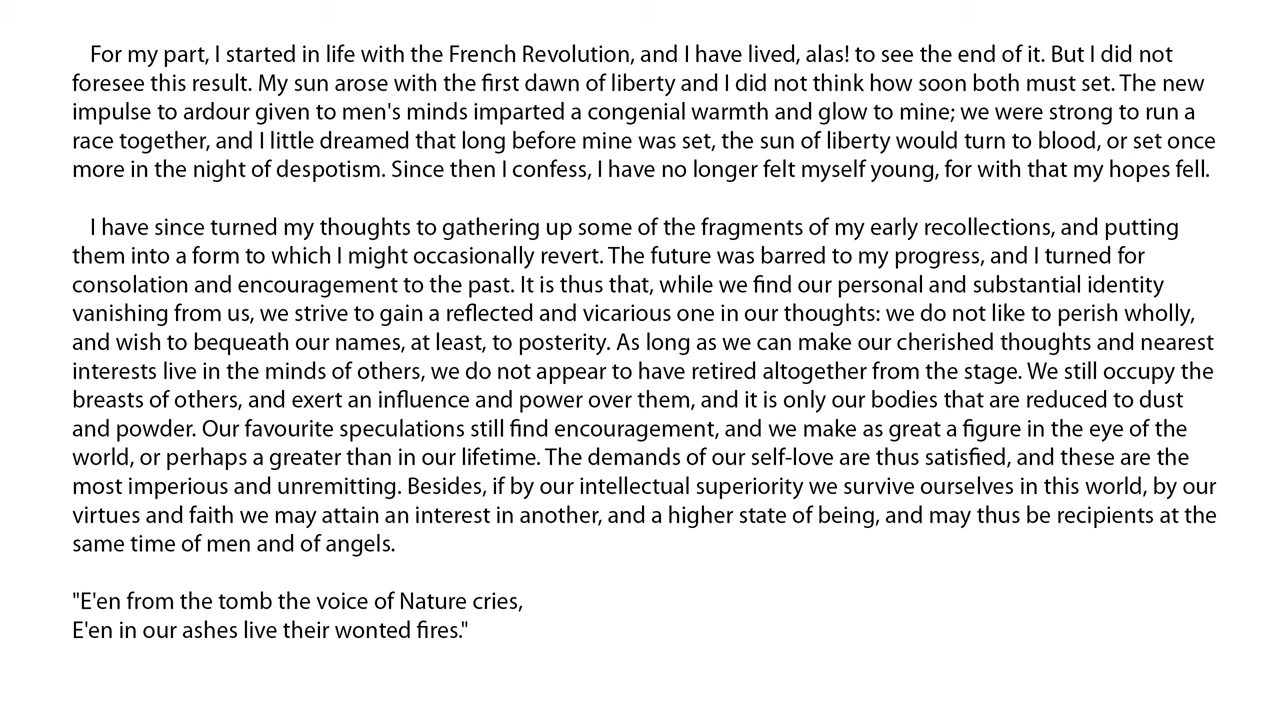 For my part, I started in life with the French Revolution, and I have lived, alas! to see the end of it. But I did not
foresee this result. My sun arose with the first dawn of liberty and I did not think how soon both must set. The new
impulse to ardour given to men's minds imparted a congenial warmth and glow to mine; we were strong to run a
race together, and I little dreamed that long before mine was set, the sun of liberty would turn to blood, or set once
more in the night of despotism. Since then I confess, I have no longer felt myself young, for with that my hopes fell.
I have since turned my thoughts to gathering up some of the fragments of my early recollections, and putting
them into a form to which I might occasionally revert. The future was barred to my progress, and I turned for
consolation and encouragement to the past. It is thus that, while we find our personal and substantial identity
vanishing from us, we strive to gain a reflected and vicarious one in our thoughts: we do not like to perish wholly,
and wish to bequeath our names, at least, to posterity. As long as we can make our cherished thoughts and nearest
interests live in the minds of others, we do not appear to have retired altogether from the stage. We still occupy the
breasts of others, and exert an influence and power over them, and it is only our bodies that are reduced to dust
and powder. Our favourite speculations still find encouragement, and we make as great a figure in the eye of the
world, or perhaps a greater than in our lifetime. The demands of our self-love are thus satisfied, and these are the
most imperious and unremitting. Besides, if by our intellectual superiority we survive ourselves in this world, by our
virtues and faith we may attain an interest in another, and a higher state of being, and may thus be recipients at the
same time of men and of angels.
"E'en from the tomb the voice of Nature cries,
E'en in our ashes live their wonted fires."